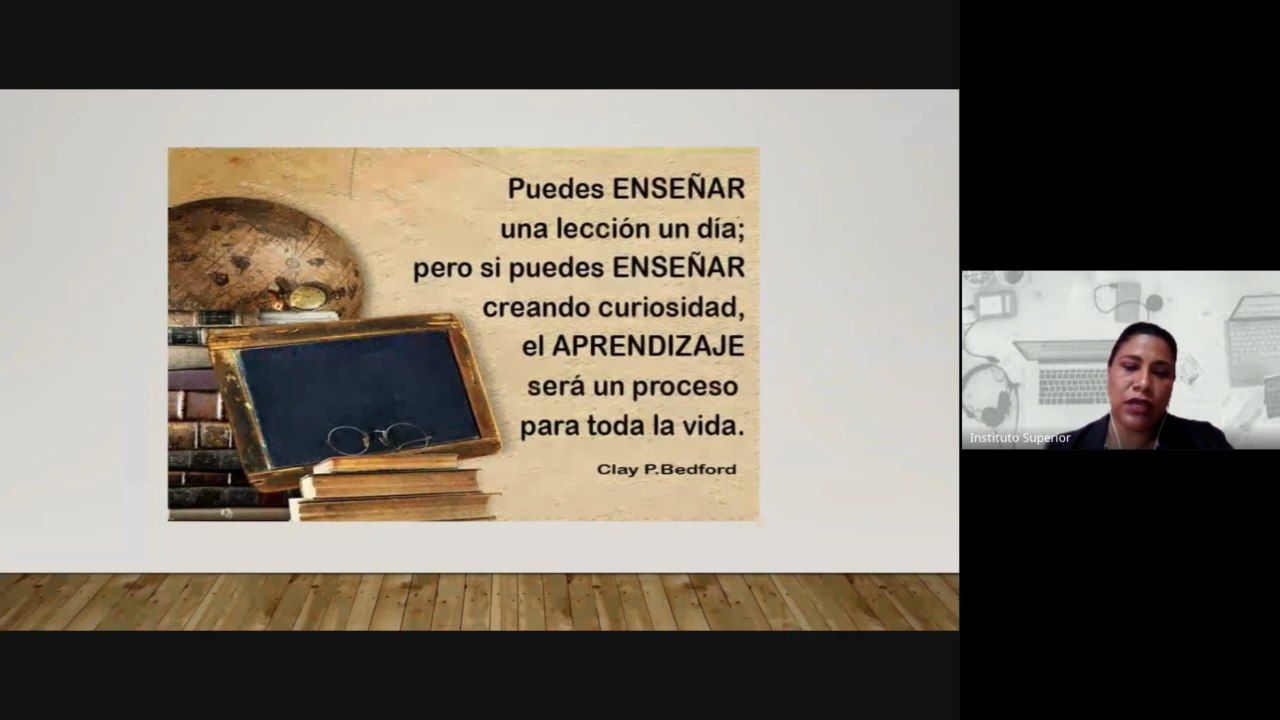 Puedes ENSEÑAR
una lección un día;
pero si puedes ENSEÑAR
creando curiosidad,
el APRENDIZAJE
será un proceso
para toda la vida.
Clay P.Bedford
Instituto Superior